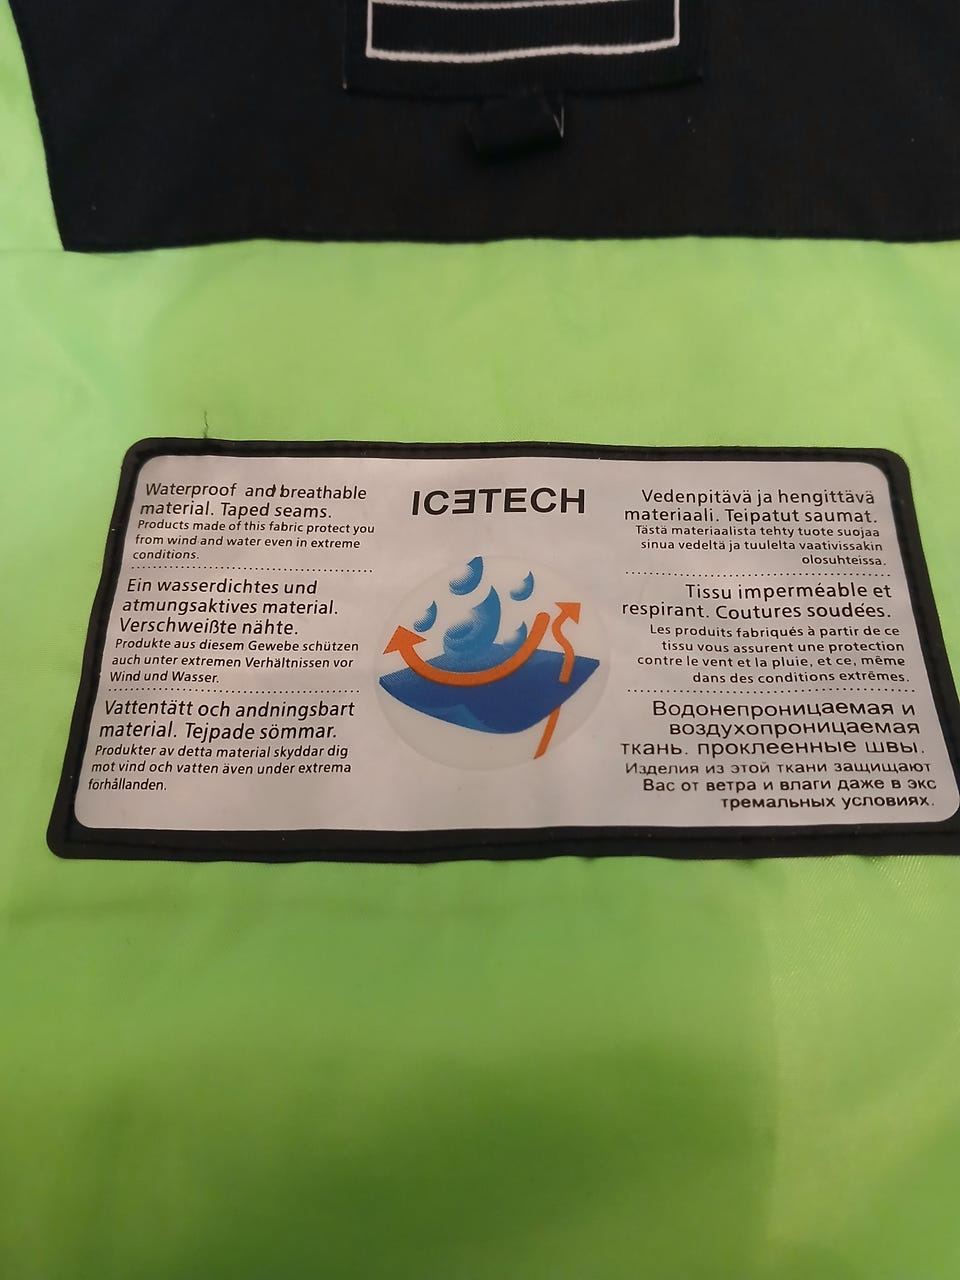 ICETECH
Waterproof and breathable
material. Taped seams.
Products made of this fabric protect you
from wind and water even in extreme
conditions.
Ein wasserdichtes und
atmungsaktives material.
Verschweißte nähte.
Produkte aus diesem Gewebe schützen
auch unter extremen Verhältnissen vor
Wind und Wasser.
Vattentätt och andningsbart
material. Tejpade sömmar.
Produkter av detta material skyddar dig
mot vind och vatten även under extrema
förhållanden.
Vedenpitävä ja hengittävä
materiaali. Teipatut saumat.
Tästä materiaalista tehty tuote suojaa
sinua vedeltä ja tuulelta vaativissakin
olosuhteissa.
Tissu imperméable et
respirant. Coutures soudées.
Les produits fabriqués à partir de ce
tissu vous assurent une protection
contre le vent et la pluie, et ce, même
dans des conditions extrêmes.
Водонепроницаемая и
воздухопроницаемая
ткань. проклеенные швы.
Изделия из этой ткани защищают
Вас от ветра и влаги даже в экс
тремальных условиях.